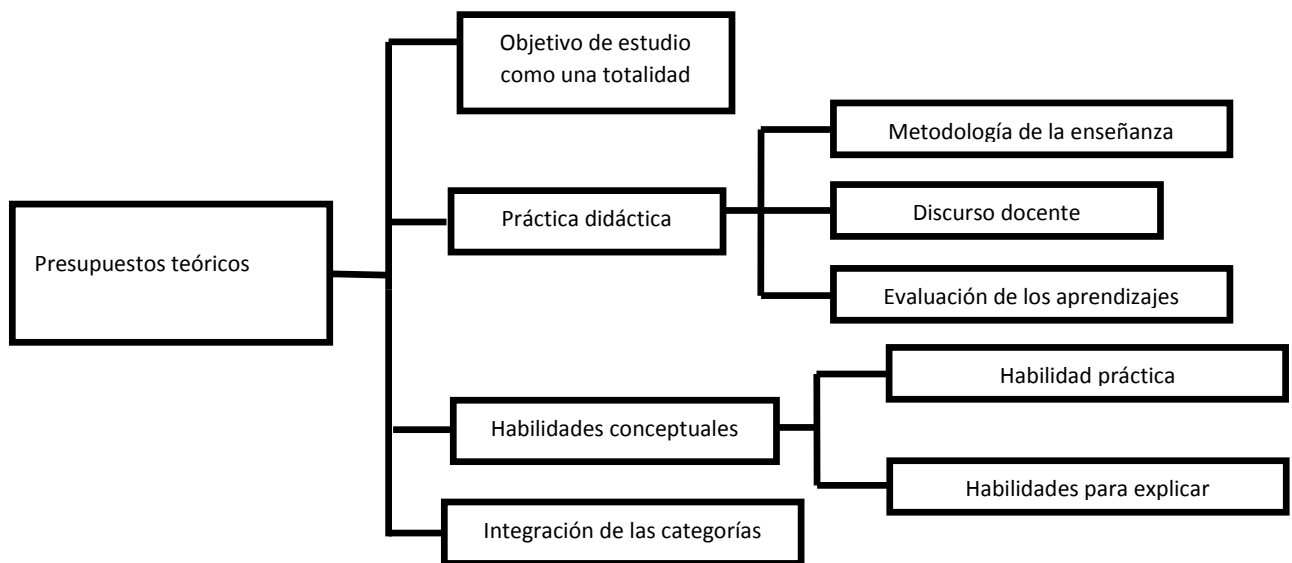 Objetivo de estudio
como una totalidad
Metodología de la enseñanza
Práctica didáctica
Discurso docente
Presupuestos teóricos
Evaluación de los aprendizajes
Habilidad práctica
Habilidades conceptuales
Habilidades para explicar
Integración de las categorías